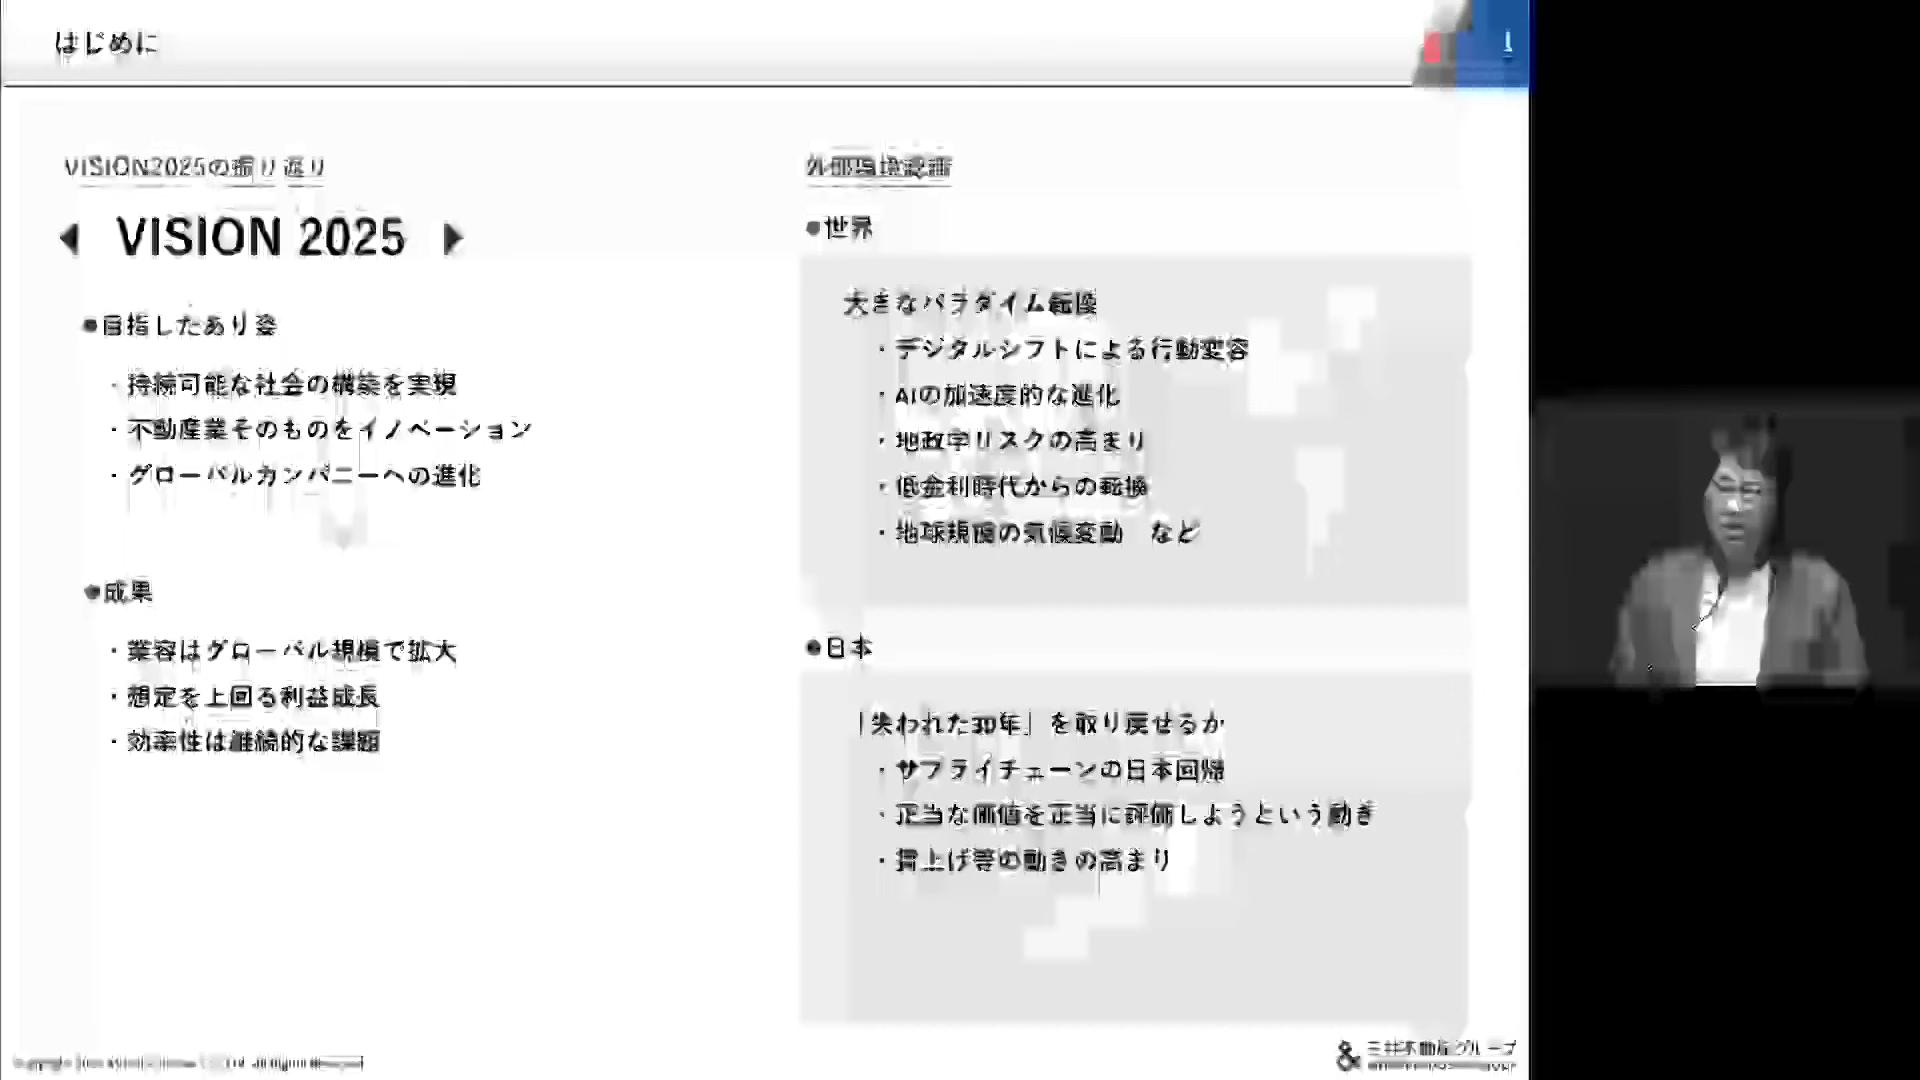 はじめに
1
VISION2025の振り返り
VISION 2025
●目指したあり姿
・持続可能な社会の構築を実現
・不動産業そのものをイノベーション
・グローバルカンパニーへの進化
●成果
・業容はグローバル規模で拡大
・想定を上回る利益成長
・効率性は継続的な課題
外部環境認識
●世界
大きなパラダイム転換
・デジタルシフトによる行動変容
・AIの加速度的な進化
・地政学リスクの高まり
・低金利時代からの転換
・地球規模の気候変動　など
●日本
「失われた30年」を取り戻せるか
・サプライチェーンの日本回帰
・正当な価値を正当に評価しようという動き
・賃上げ等の動きの高まり
& 三井不動産グループ